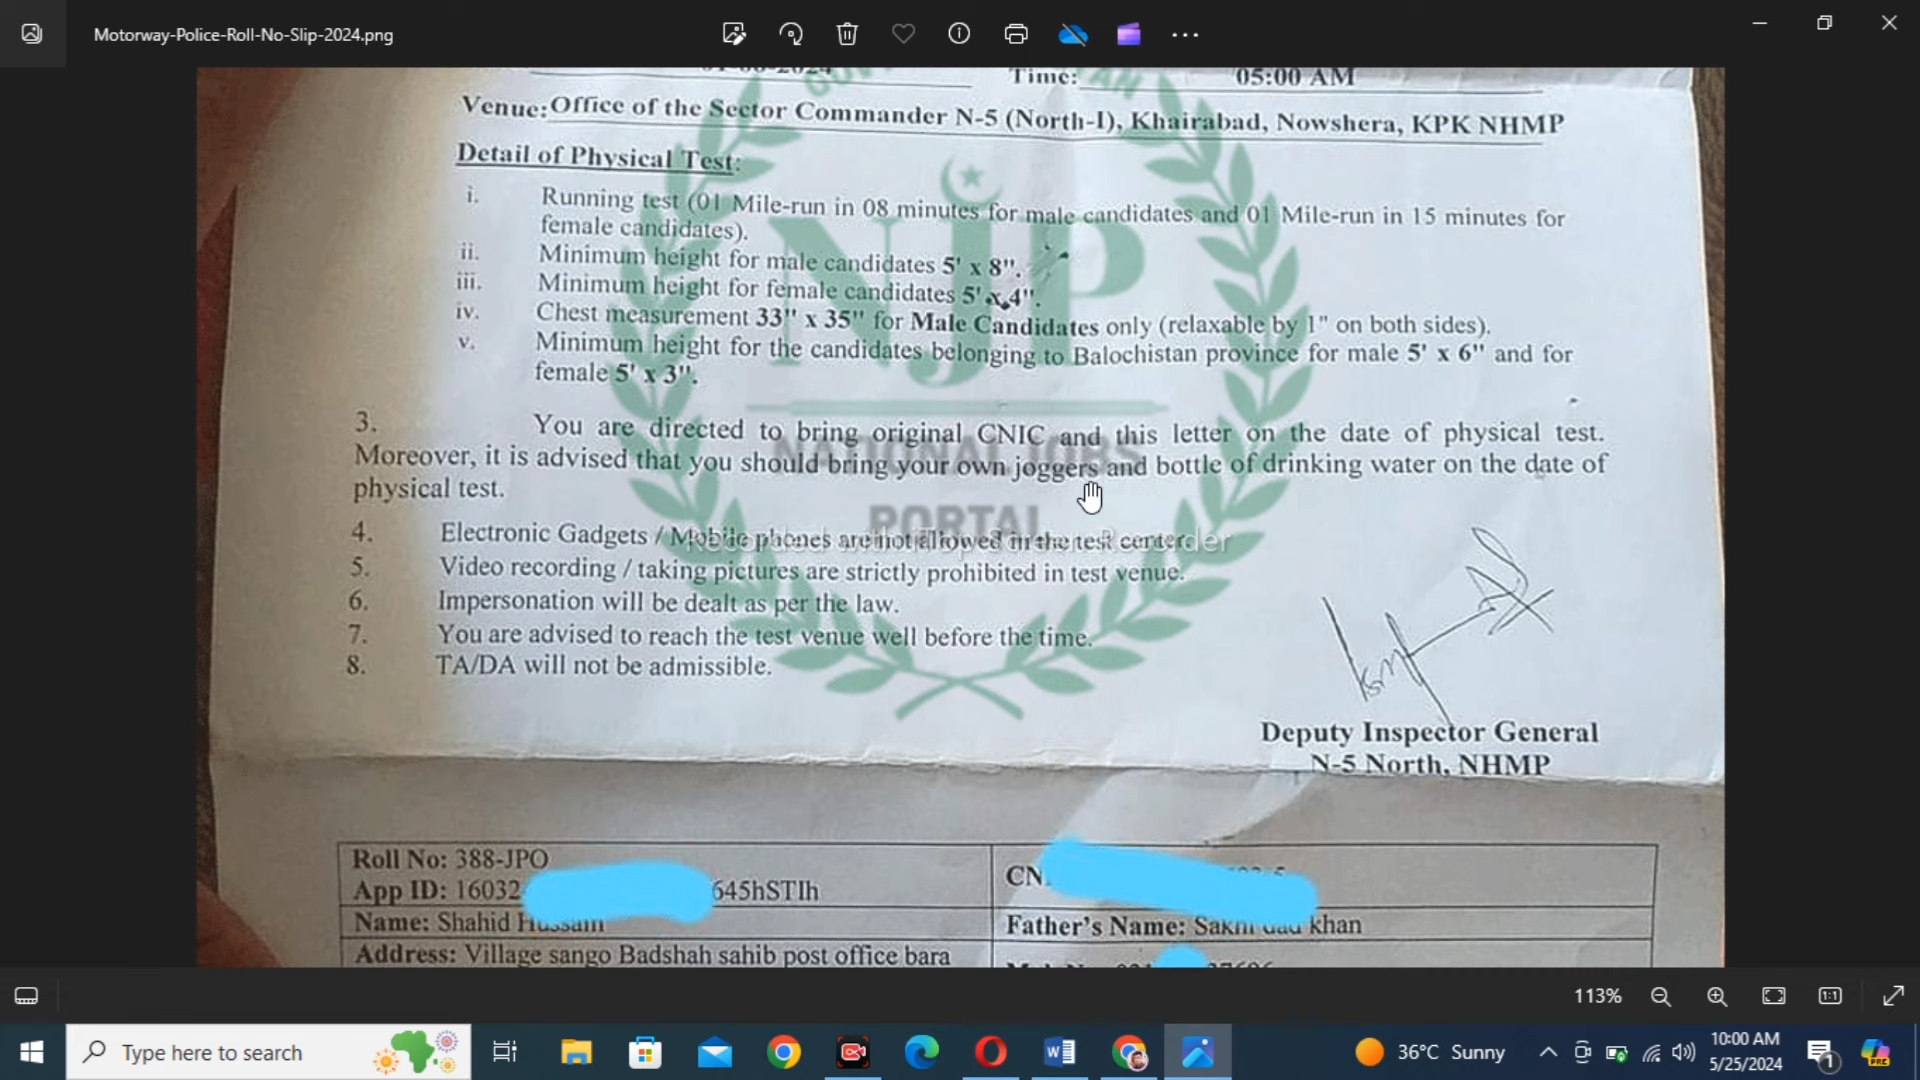 Motorway-Police-Roll-No-Slip-2024.png
Time: 05:00 AM
Venue: Office of the Sector Commander N-5 (North-I), Khairabad, Nowshera, KPK NHMP
Detail of Physical Test:
i. Running test (01 Mile-run in 08 minutes for male candidates and 01 Mile-run in 15 minutes for
female candidates).
ii. Minimum height for male candidates 5' x 8".
iii. Minimum height for female candidates 5' x 4".
iv. Chest measurement 33" x 35" for Male Candidates only (relaxable by 1" on both sides).
v. Minimum height for the candidates belonging to Balochistan province for male 5' x 6" and for
female 5' x 3".
NJP
NATIONAL JOBS
PORTAL
3. You are directed to bring original CNIC and this letter on the date of physical test.
Moreover, it is advised that you should bring your own joggers and bottle of drinking water on the date of
physical test.
4. Electronic Gadgets / Mobile phones are not allowed in the test center.
5. Video recording / taking pictures are strictly prohibited in test venue.
6. Impersonation will be dealt as per the law.
7. You are advised to reach the test venue well before the time.
8. TA/DA will not be admissible.
Deputy Inspector General
N-5 North, NHMP
Roll No: 388-JPO
App ID: 16032 645hSTIh
CN
Name: Shahid Hussain
Father's Name: khan
Address: Village sango Badshah sahib post office bara
113%
Type here to search
36°C Sunny
10:00 AM
5/25/2024
1